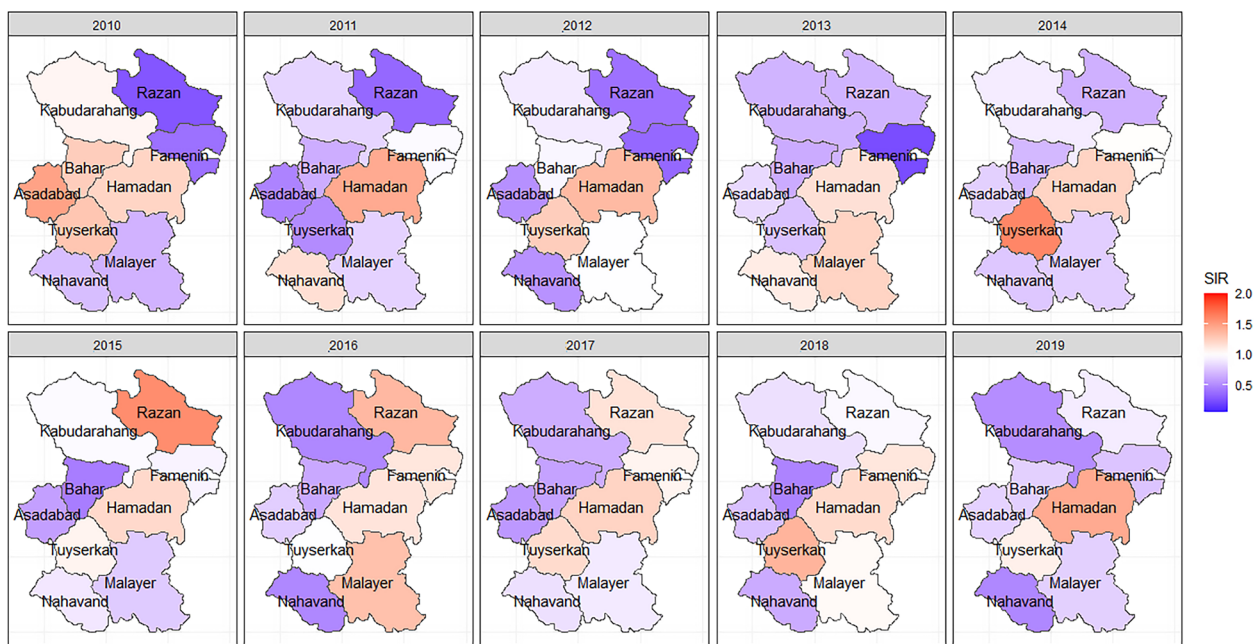 2010
2011
2012
2013
2014
Razan
Kabudarahang
Famenin
Bahar
Asadabad
Hamadan
Tuyserkan
Malayer
Nahavand
Razan
Kabudarahang
Famenin
Bahar
Asadabad
Hamadan
Tuyserkan
Malayer
Nahavand
Razan
Kabudarahang
Famenin
Bahar
Asadabad
Hamadan
Tuyserkan
Malayer
Nahavand
Razan
Kabudarahang
Famenin
Bahar
Asadabad
Hamadan
Tuyserkan
Malayer
Nahavand
Razan
Kabudarahang
Famenin
Bahar
Asadabad
Hamadan
Tuyserkan
Malayer
Nahavand
SIR
2.0
1.5
1.0
0.5
2015
2016
2017
2018
2019
Razan
Kabudarahang
Famenin
Bahar
Asadabad
Hamadan
Tuyserkan
Malayer
Nahavand
Razan
Kabudarahang
Famenin
Bahar
Asadabad
Hamadan
Tuyserkan
Malayer
Nahavand
Razan
Kabudarahang
Famenin
Bahar
Asadabad
Hamadan
Tuyserkan
Malayer
Nahavand
Razan
Kabudarahang
Famenin
Bahar
Asadabad
Hamadan
Tuyserkan
Malayer
Nahavand
Razan
Kabudarahang
Famenin
Bahar
Asadabad
Hamadan
Tuyserkan
Malayer
Nahavand